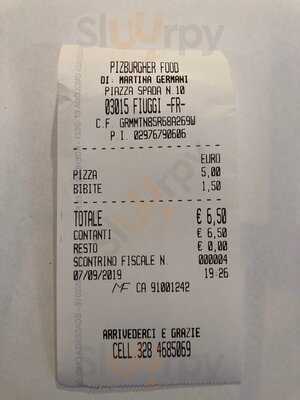 Sluurpy
PIZBURGHER FOOD
DI: MARTINA GERMANI
PIAZZA SPADA N.10
03015 FIUGGI -FR-
C.F. GRMMTN85R68A269W
P I. 02976790606
EURO
PIZZA 5,00
BIBITE 1,50
TOTALE € 6,50
CONTANTI € 6,50
RESTO € 0,00
SCONTRINO FISCALE N. 000004
07/09/2019 19:26
MF CA 91001242
ARRIVEDERCI E GRAZIE
CELL.328 4685069